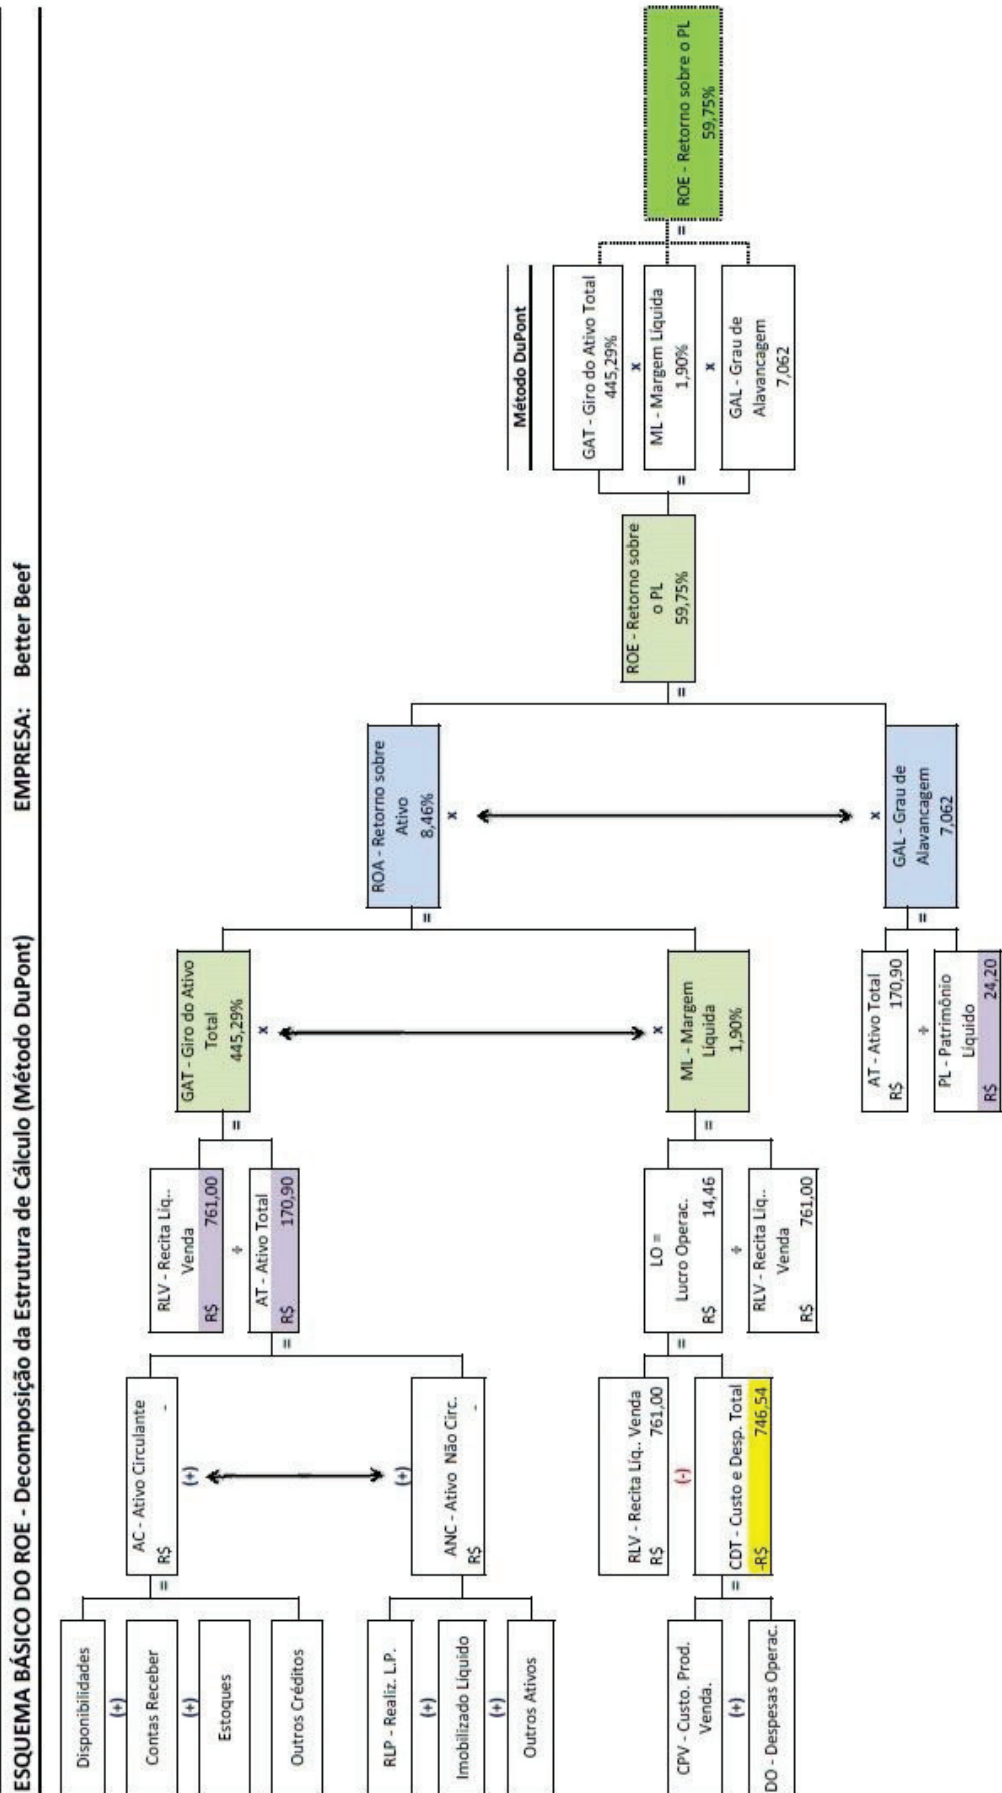 ESQUEMA BÁSICO DO ROE - Decomposição da Estrutura de Cálculo (Método DuPont)
EMPRESA: Better Beef
Disponibilidades
(+)
Contas Receber
(+)
Estoques
Outros Créditos
=
AC - Ativo Circulante
R$ -
(+)
RLP - Realiz. L.P.
(+)
Imobilizado Líquido
(+)
Outros Ativos
(+)
ANC - Ativo Não Circ.
R$ -
=
RLV - Recita Líq..
Venda
R$ 761,00
÷
AT - Ativo Total
R$ 170,90
=
GAT - Giro do Ativo
Total
445,29%
x
CPV - Custo. Prod.
Venda.
(+)
DO - Despesas Operac.
=
RLV - Recita Líq.. Venda
R$ 761,00
(-)
CDT - Custo e Desp. Total
-R$ 746,54
=
LO =
Lucro Operac.
R$ 14,46
÷
RLV - Recita Líq..
Venda
R$ 761,00
=
x
ML - Margem
Líquida
1,90%
=
ROA - Retorno sobre
Ativo
8,46%
x
AT - Ativo Total
R$ 170,90
÷
PL - Patrimônio
Líquido
R$ 24,20
=
x
GAL - Grau de
Alavancagem
7,062
=
ROE - Retorno sobre
o PL
59,75%
=
Método DuPont
GAT - Giro do Ativo Total
445,29%
x
ML - Margem Líquida
1,90%
x
GAL - Grau de
Alavancagem
7,062
=
ROE - Retorno sobre o PL
59,75%